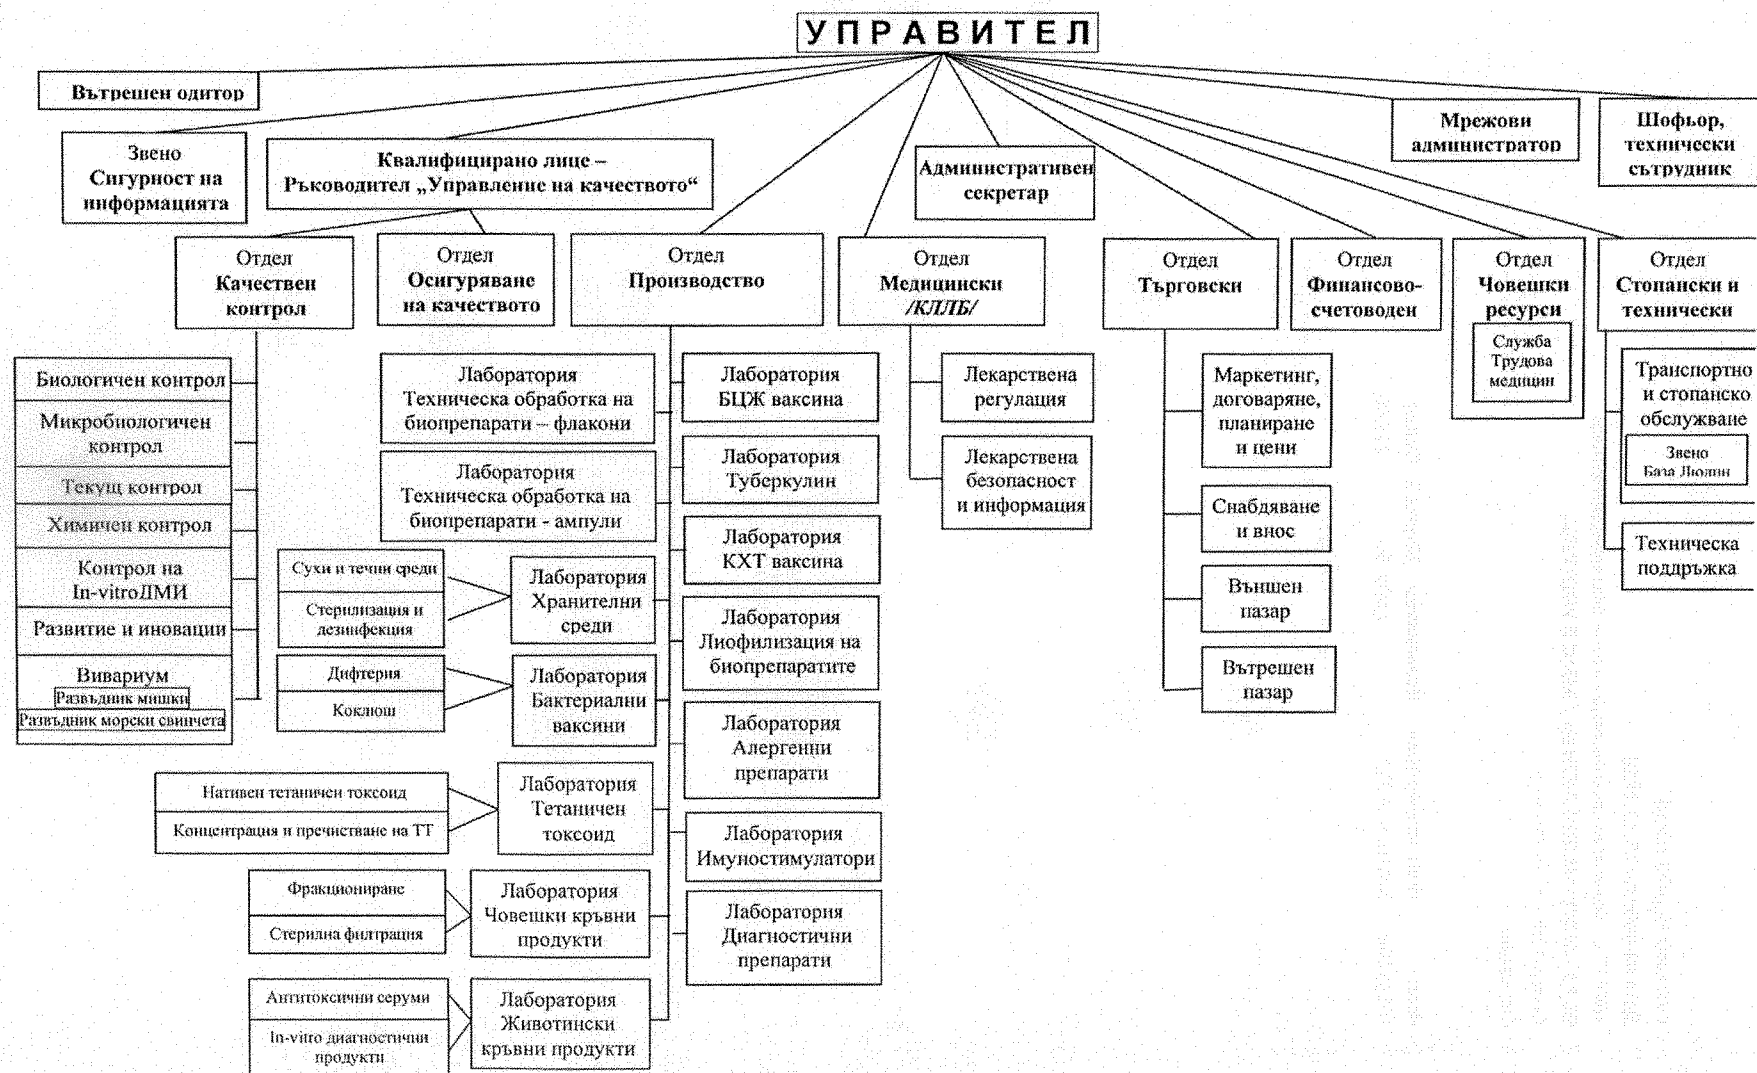 УПРАВИТЕЛ
Вътрешен одитор
Звено
Сигурност на
информацията
Квалифицирано лице –
Ръководител „Управление на качеството“
Административен
секретар
Мрежови
администратор
Шофьор,
технически
сътрудник
Отдел
Качествен
контрол
Отдел
Осигуряване
на качеството
Отдел
Производство
Отдел
Медицински
/КЛЛБ/
Отдел
Търговски
Отдел
Финансово-
счетоводен
Отдел
Човешки
ресурси
Служба
Трудова
медицин
Отдел
Стопански и
технически
Биологичен контрол
Микробиологичен
контрол
Текущ контрол
Химичен контрол
Контрол на
In-vitroДМИ
Развитие и иновации
Вивариум
Развъдник мишки
Развъдник морски свинчета
Лаборатория
Техническа обработка на
биопрепарати – флакони
Лаборатория
Техническа обработка на
биопрепарати - ампули
Сухи и течни среди
Стерилизация и
дезинфекция
Лаборатория
Хранителни
среди
Дифтерия
Коклюш
Лаборатория
Бактериални
ваксини
Нативен тетаничен токсоид
Концентрация и пречистване на ТТ
Лаборатория
Тетаничен
токсоид
Фракциониране
Стерилна филтрация
Лаборатория
Човешки кръвни
продукти
Антитоксични серуми
In-vitro диагностични
продукти
Лаборатория
Животински
кръвни продукти
Лаборатория
БЦЖ ваксина
Лаборатория
Туберкулин
Лаборатория
КХТ ваксина
Лаборатория
Лиофилизация на
биопрепаратите
Лаборатория
Алергенни
препарати
Лаборатория
Имуностимулатори
Лаборатория
Диагностични
препарати
Лекарствена
регулация
Лекарствена
безопасност
и информация
Маркетинг,
договаряне,
планиране
и цени
Снабдяване
и внос
Външен
пазар
Вътрешен
пазар
Транспортно
и стопанско
обслужване
Звено
База Люлин
Техническа
поддръжка